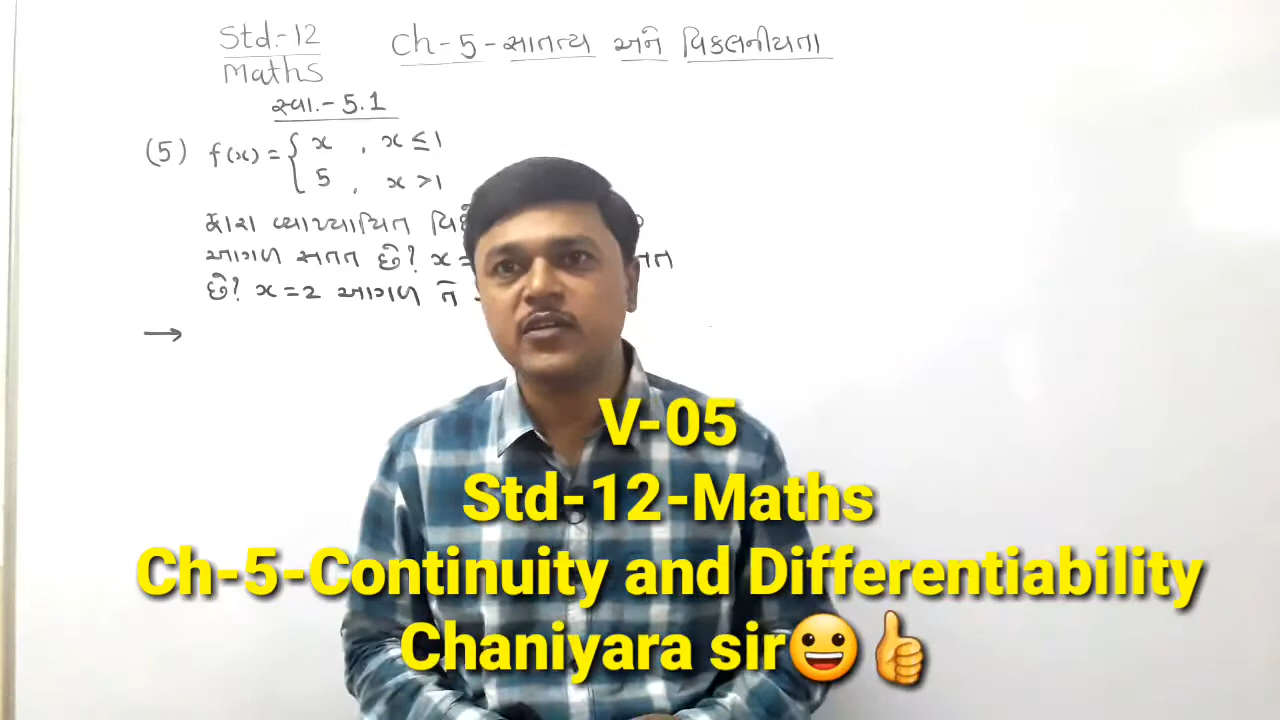 Std.-12
Maths
Ch-5-સાતત્ય અને વિકલનીયતા
સ્વા.-5.1
(5) f(x) = { x , x ≤ 1
5 , x > 1
દ્વારા વ્યાખ્યાયિત
આગળ સતત છે? x =
છે? x = 2 આગળ તે
→
V-05
Std-12-Maths
Ch-5-Continuity and Differentiability
Chaniyara sir😀👍